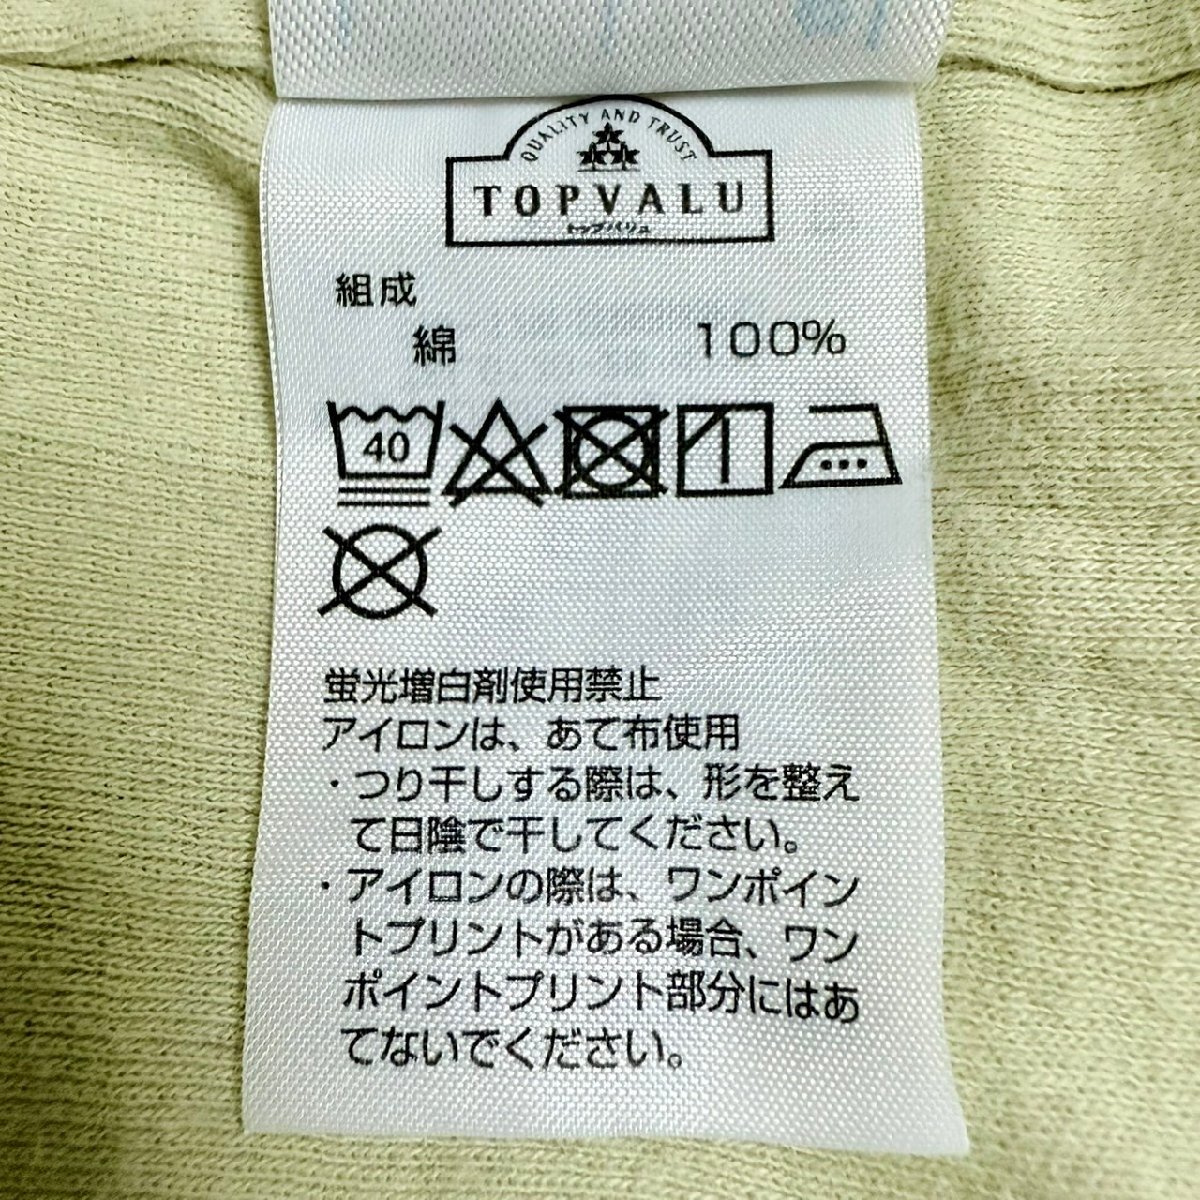 QUALITY AND TRUST
TOPVALU
トップバリュ
組成
綿 100%
40
蛍光増白剤使用禁止
アイロンは、あて布使用
・つり干しする際は、形を整え
て日陰で干してください。
・アイロンの際は、ワンポイン
トプリントがある場合、ワン
ポイントプリント部分にはあ
てないでください。